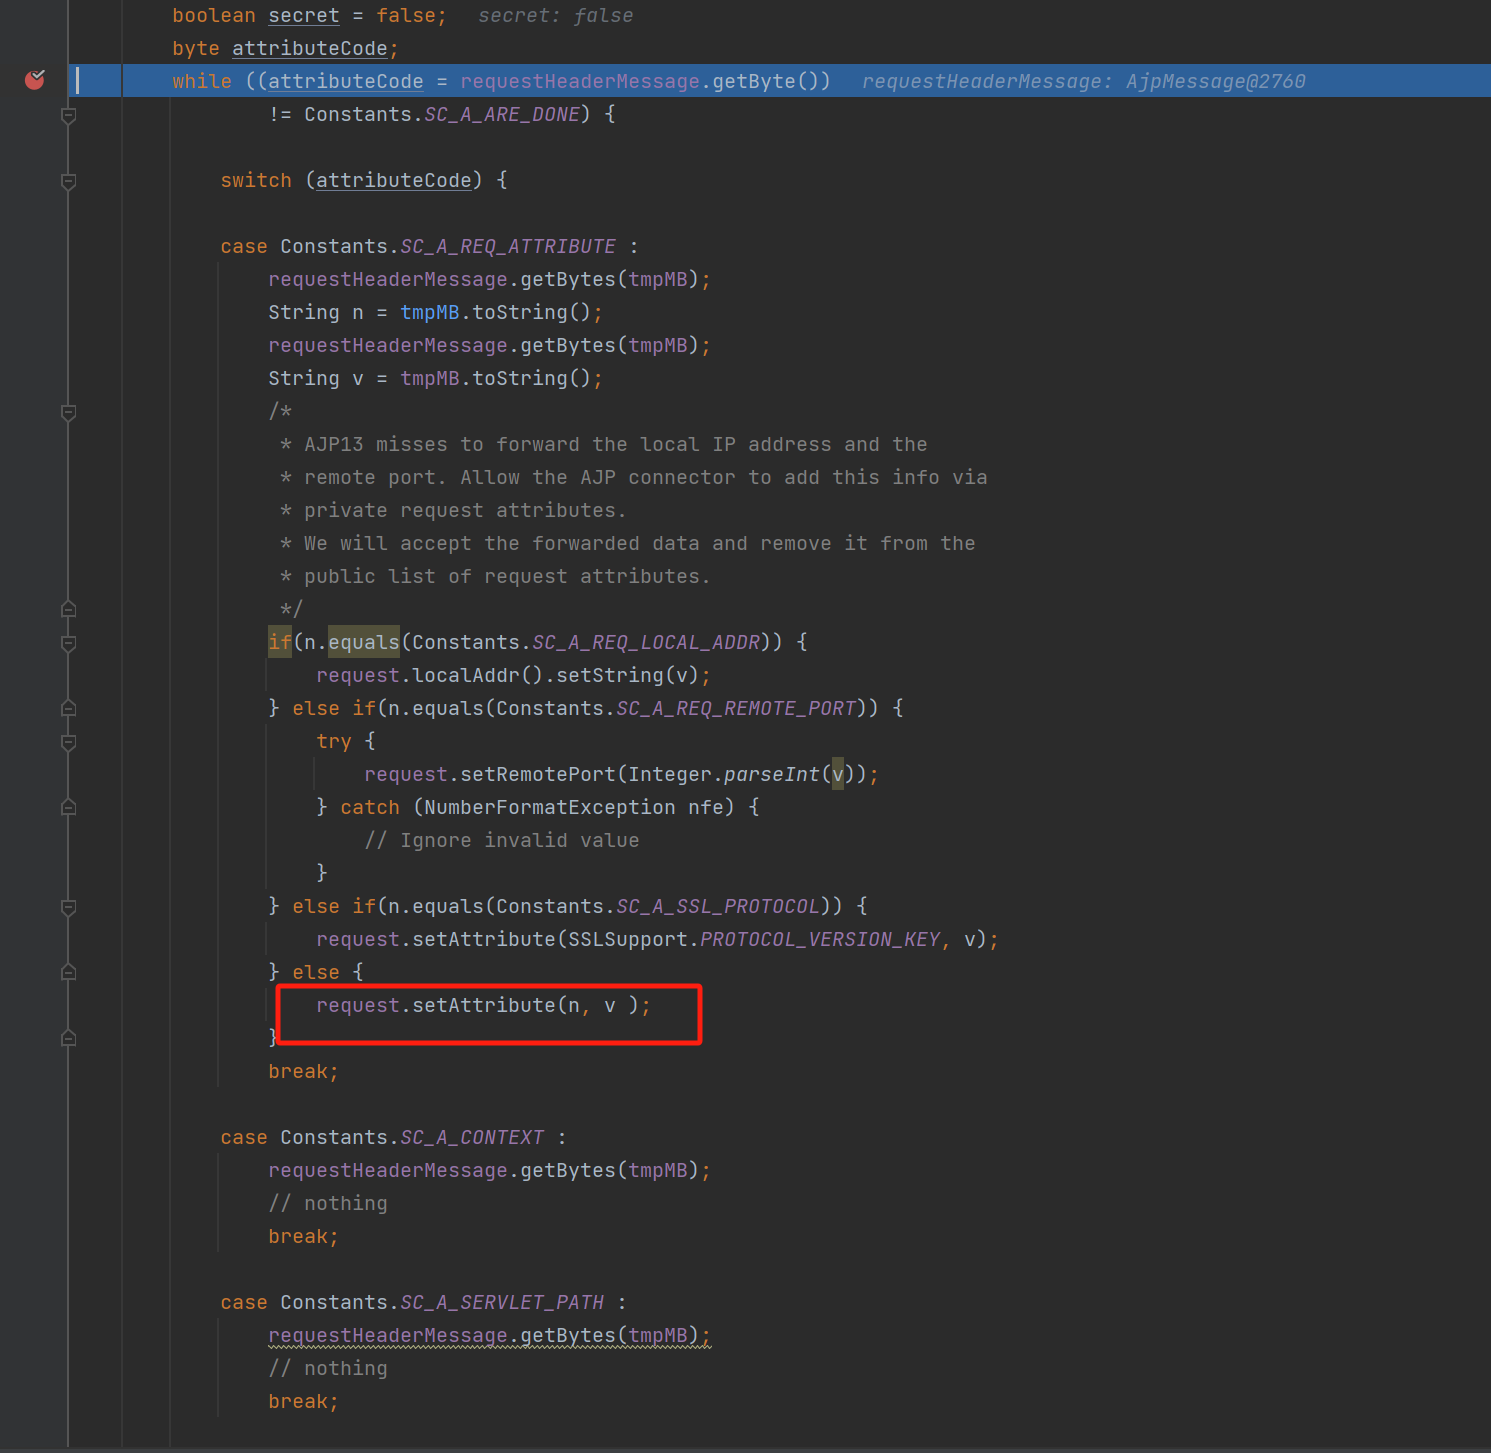 boolean secret = false;   secret: false
byte attributeCode;
while ((attributeCode = requestHeaderMessage.getByte())   requestHeaderMessage: AjpMessage@2760
        != Constants.SC_A_ARE_DONE) {

    switch (attributeCode) {

    case Constants.SC_A_REQ_ATTRIBUTE :
        requestHeaderMessage.getBytes(tmpMB);
        String n = tmpMB.toString();
        requestHeaderMessage.getBytes(tmpMB);
        String v = tmpMB.toString();
        /*
         * AJP13 misses to forward the local IP address and the
         * remote port. Allow the AJP connector to add this info via
         * private request attributes.
         * We will accept the forwarded data and remove it from the
         * public list of request attributes.
         */
        if(n.equals(Constants.SC_A_REQ_LOCAL_ADDR)) {
            request.localAddr().setString(v);
        } else if(n.equals(Constants.SC_A_REQ_REMOTE_PORT)) {
            try {
                request.setRemotePort(Integer.parseInt(v));
            } catch (NumberFormatException nfe) {
                // Ignore invalid value
            }
        } else if(n.equals(Constants.SC_A_SSL_PROTOCOL)) {
            request.setAttribute(SSLSupport.PROTOCOL_VERSION_KEY, v);
        } else {
            request.setAttribute(n, v );
        }
        break;

    case Constants.SC_A_CONTEXT :
        requestHeaderMessage.getBytes(tmpMB);
        // nothing
        break;

    case Constants.SC_A_SERVLET_PATH :
        requestHeaderMessage.getBytes(tmpMB);
        // nothing
        break;